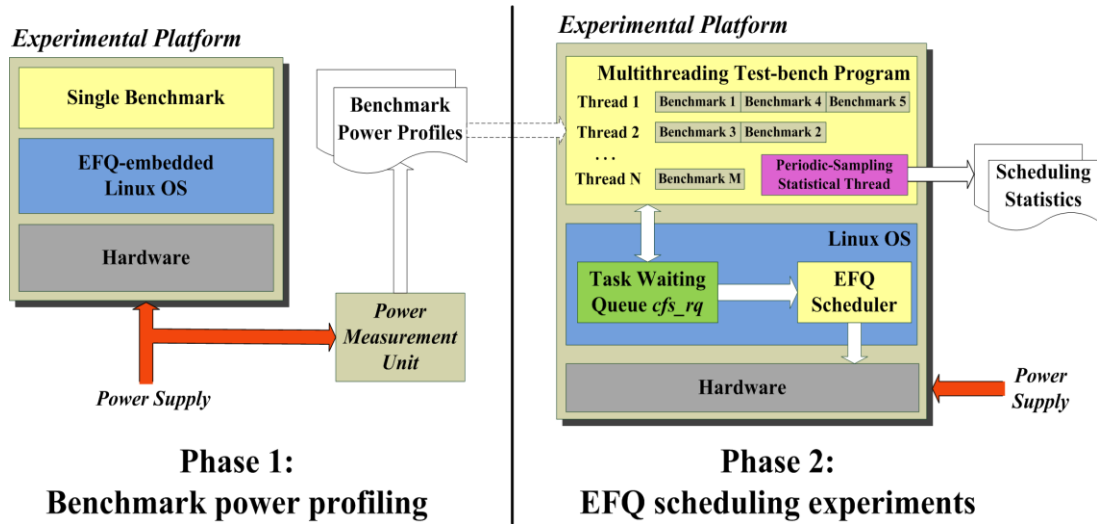 Experimental Platform
Single Benchmark
EFQ-embedded
Linux OS
Hardware
Benchmark
Power Profiles
Power
Measurement
Unit
Power Supply
Phase 1:
Benchmark power profiling
Experimental Platform
Multithreading Test-bench Program
Thread 1 Benchmark 1 Benchmark 4 Benchmark 5
Thread 2 Benchmark 3 Benchmark 2
...
Thread N Benchmark M
Periodic-Sampling
Statistical Thread
Scheduling
Statistics
Linux OS
Task Waiting
Queue cfs_rq
EFQ
Scheduler
Hardware
Power
Supply
Phase 2:
EFQ scheduling experiments